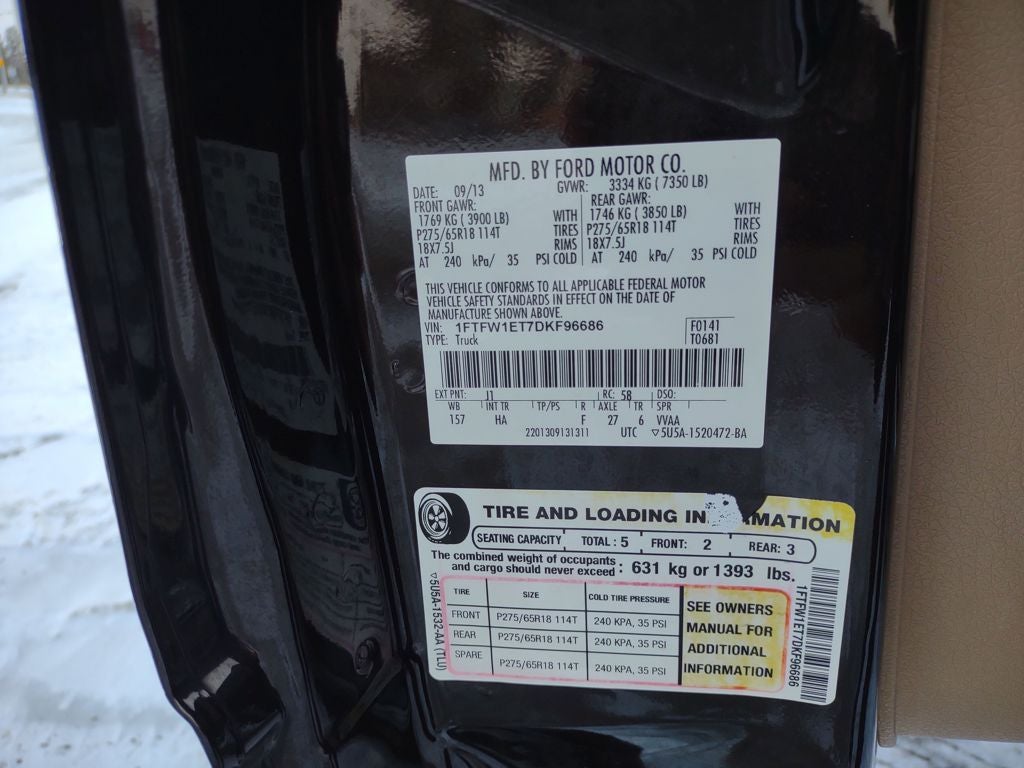 MFD. BY FORD MOTOR CO.
DATE: 09/13 GVWR: 3334 KG ( 7350 LB)
FRONT GAWR: REAR GAWR:
1769 KG ( 3900 LB) WITH 1746 KG ( 3850 LB) WITH
P275/65R18 114T TIRES P275/65R18 114T TIRES
18X7.5J RIMS 18X7.5J RIMS
AT 240 kPa/ 35 PSI COLD AT 240 kPa/ 35 PSI COLD
THIS VEHICLE CONFORMS TO ALL APPLICABLE FEDERAL MOTOR
VEHICLE SAFETY STANDARDS IN EFFECT ON THE DATE OF
MANUFACTURE SHOWN ABOVE.
VIN: 1FTFW1ET7DKF96686 F0141
TYPE: Truck T0681
EXT PNT: J1 RC: 58 DSO:
WB INT TR TP/PS R AXLE TR SPR
157 HA F 27 6 VVAA
2201309131311 UTC ▽5U5A-1520472-BA
TIRE AND LOADING IN MATION
SEATING CAPACITY TOTAL : 5 FRONT: 2 REAR: 3
The combined weight of occupants
and cargo should never exceed : 631 kg or 1393 lbs.
TIRE SIZE COLD TIRE PRESSURE
FRONT P275/65R18 114T 240 KPA, 35 PSI
REAR P275/65R18 114T 240 KPA, 35 PSI
SPARE P275/65R18 114T 240 KPA, 35 PSI
SEE OWNERS
MANUAL FOR
ADDITIONAL
INFORMATION
▽5U5A-1532-AA (TLU)
1FTFW1ET7DKF96686